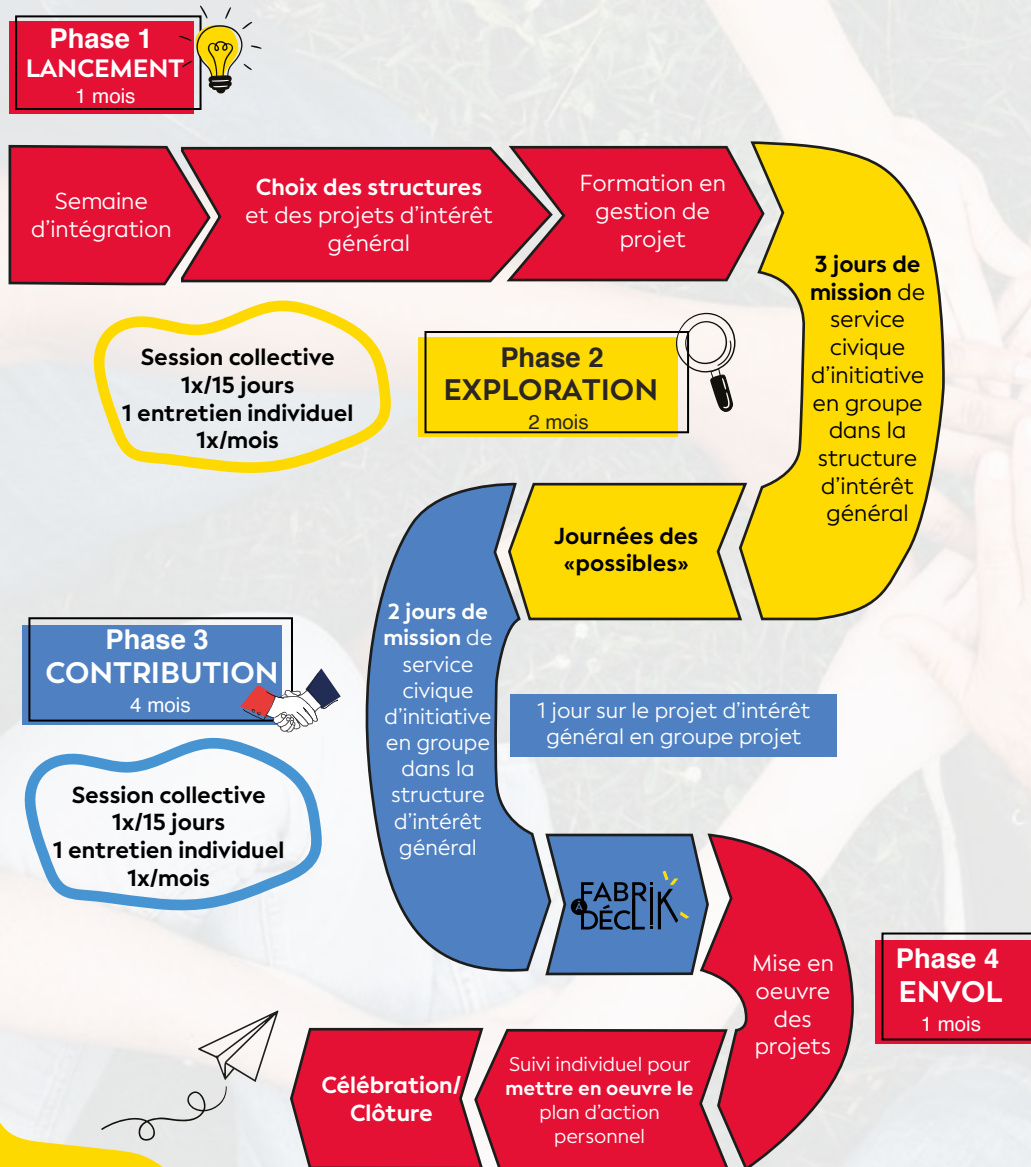 Phase 1
LANCEMENT
1 mois
Semaine
d'intégration
Choix des structures
et des projets d'intérêt
général
Formation en
gestion de
projet
3 jours de
mission de
service
civique
d'initiative
en groupe
dans la
structure
d'intérêt
général
Session collective
1x/15 jours
1 entretien individuel
1x/mois
Phase 2
EXPLORATION
2 mois
Journées des
«possibles»
2 jours de
mission de
service
civique
d'initiative
en groupe
dans la
structure
d'intérêt
général
Phase 3
CONTRIBUTION
4 mois
1 jour sur le projet d'intérêt
général en groupe projet
Session collective
1x/15 jours
1 entretien individuel
1x/mois
FABRiK
À DÉCLiK
Mise en
oeuvre
des
projets
Phase 4
ENVOL
1 mois
Suivi individuel pour
mettre en oeuvre le
plan d'action
personnel
Célébration/
Clôture